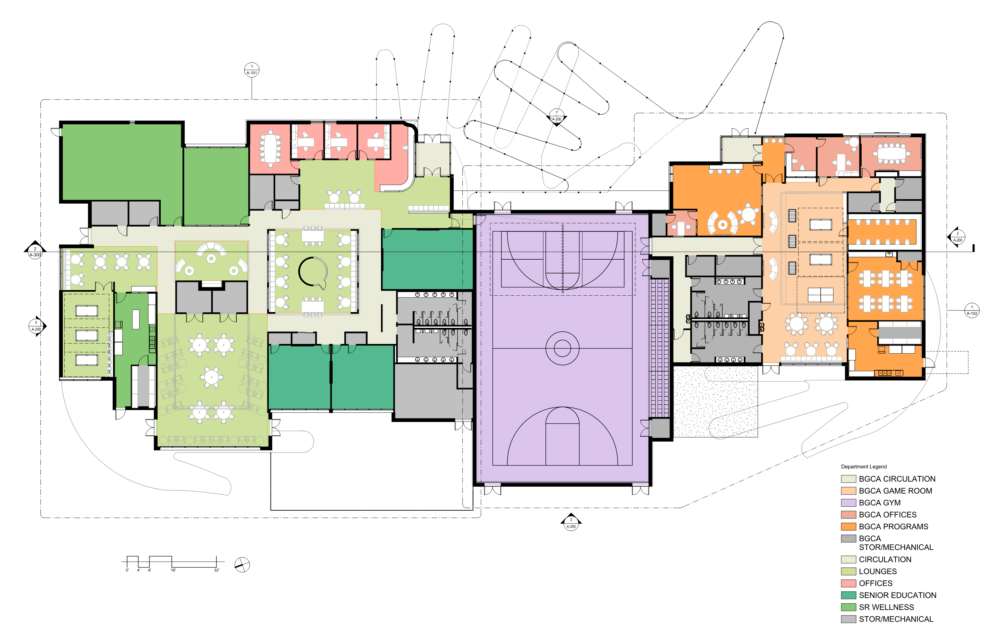 1
A-101
1
A-200
2
A-300
2
A-200
1
A-102
4
A-200
Department Legend
BGCA CIRCULATION
BGCA GAME ROOM
BGCA GYM
BGCA OFFICES
BGCA PROGRAMS
BGCA
STOR/MECHANICAL
CIRCULATION
LOUNGES
OFFICES
SENIOR EDUCATION
SR WELLNESS
STOR/MECHANICAL
3
A-200
0' 4' 8' 16' 32'